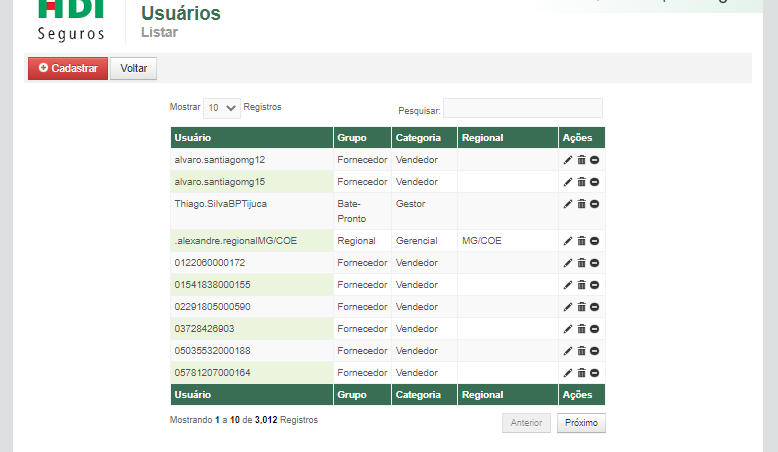 HDI
Seguros
Usuários
Listar
Cadastrar Voltar
Mostrar 10 Registros Pesquisar:
Usuário Grupo Categoria Regional Ações
alvaro.santiagomg12 Fornecedor Vendedor
alvaro.santiagomg15 Fornecedor Vendedor
Thiago.SilvaBPTijuca Bate-Pronto Gestor
.alexandre.regionalMG/COE Regional Gerencial MG/COE
0122060000172 Fornecedor Vendedor
01541838000155 Fornecedor Vendedor
02291805000590 Fornecedor Vendedor
03728426903 Fornecedor Vendedor
05035532000188 Fornecedor Vendedor
05781207000164 Fornecedor Vendedor
Usuário Grupo Categoria Regional Ações
Mostrando 1 a 10 de 3,012 Registros Anterior Próximo